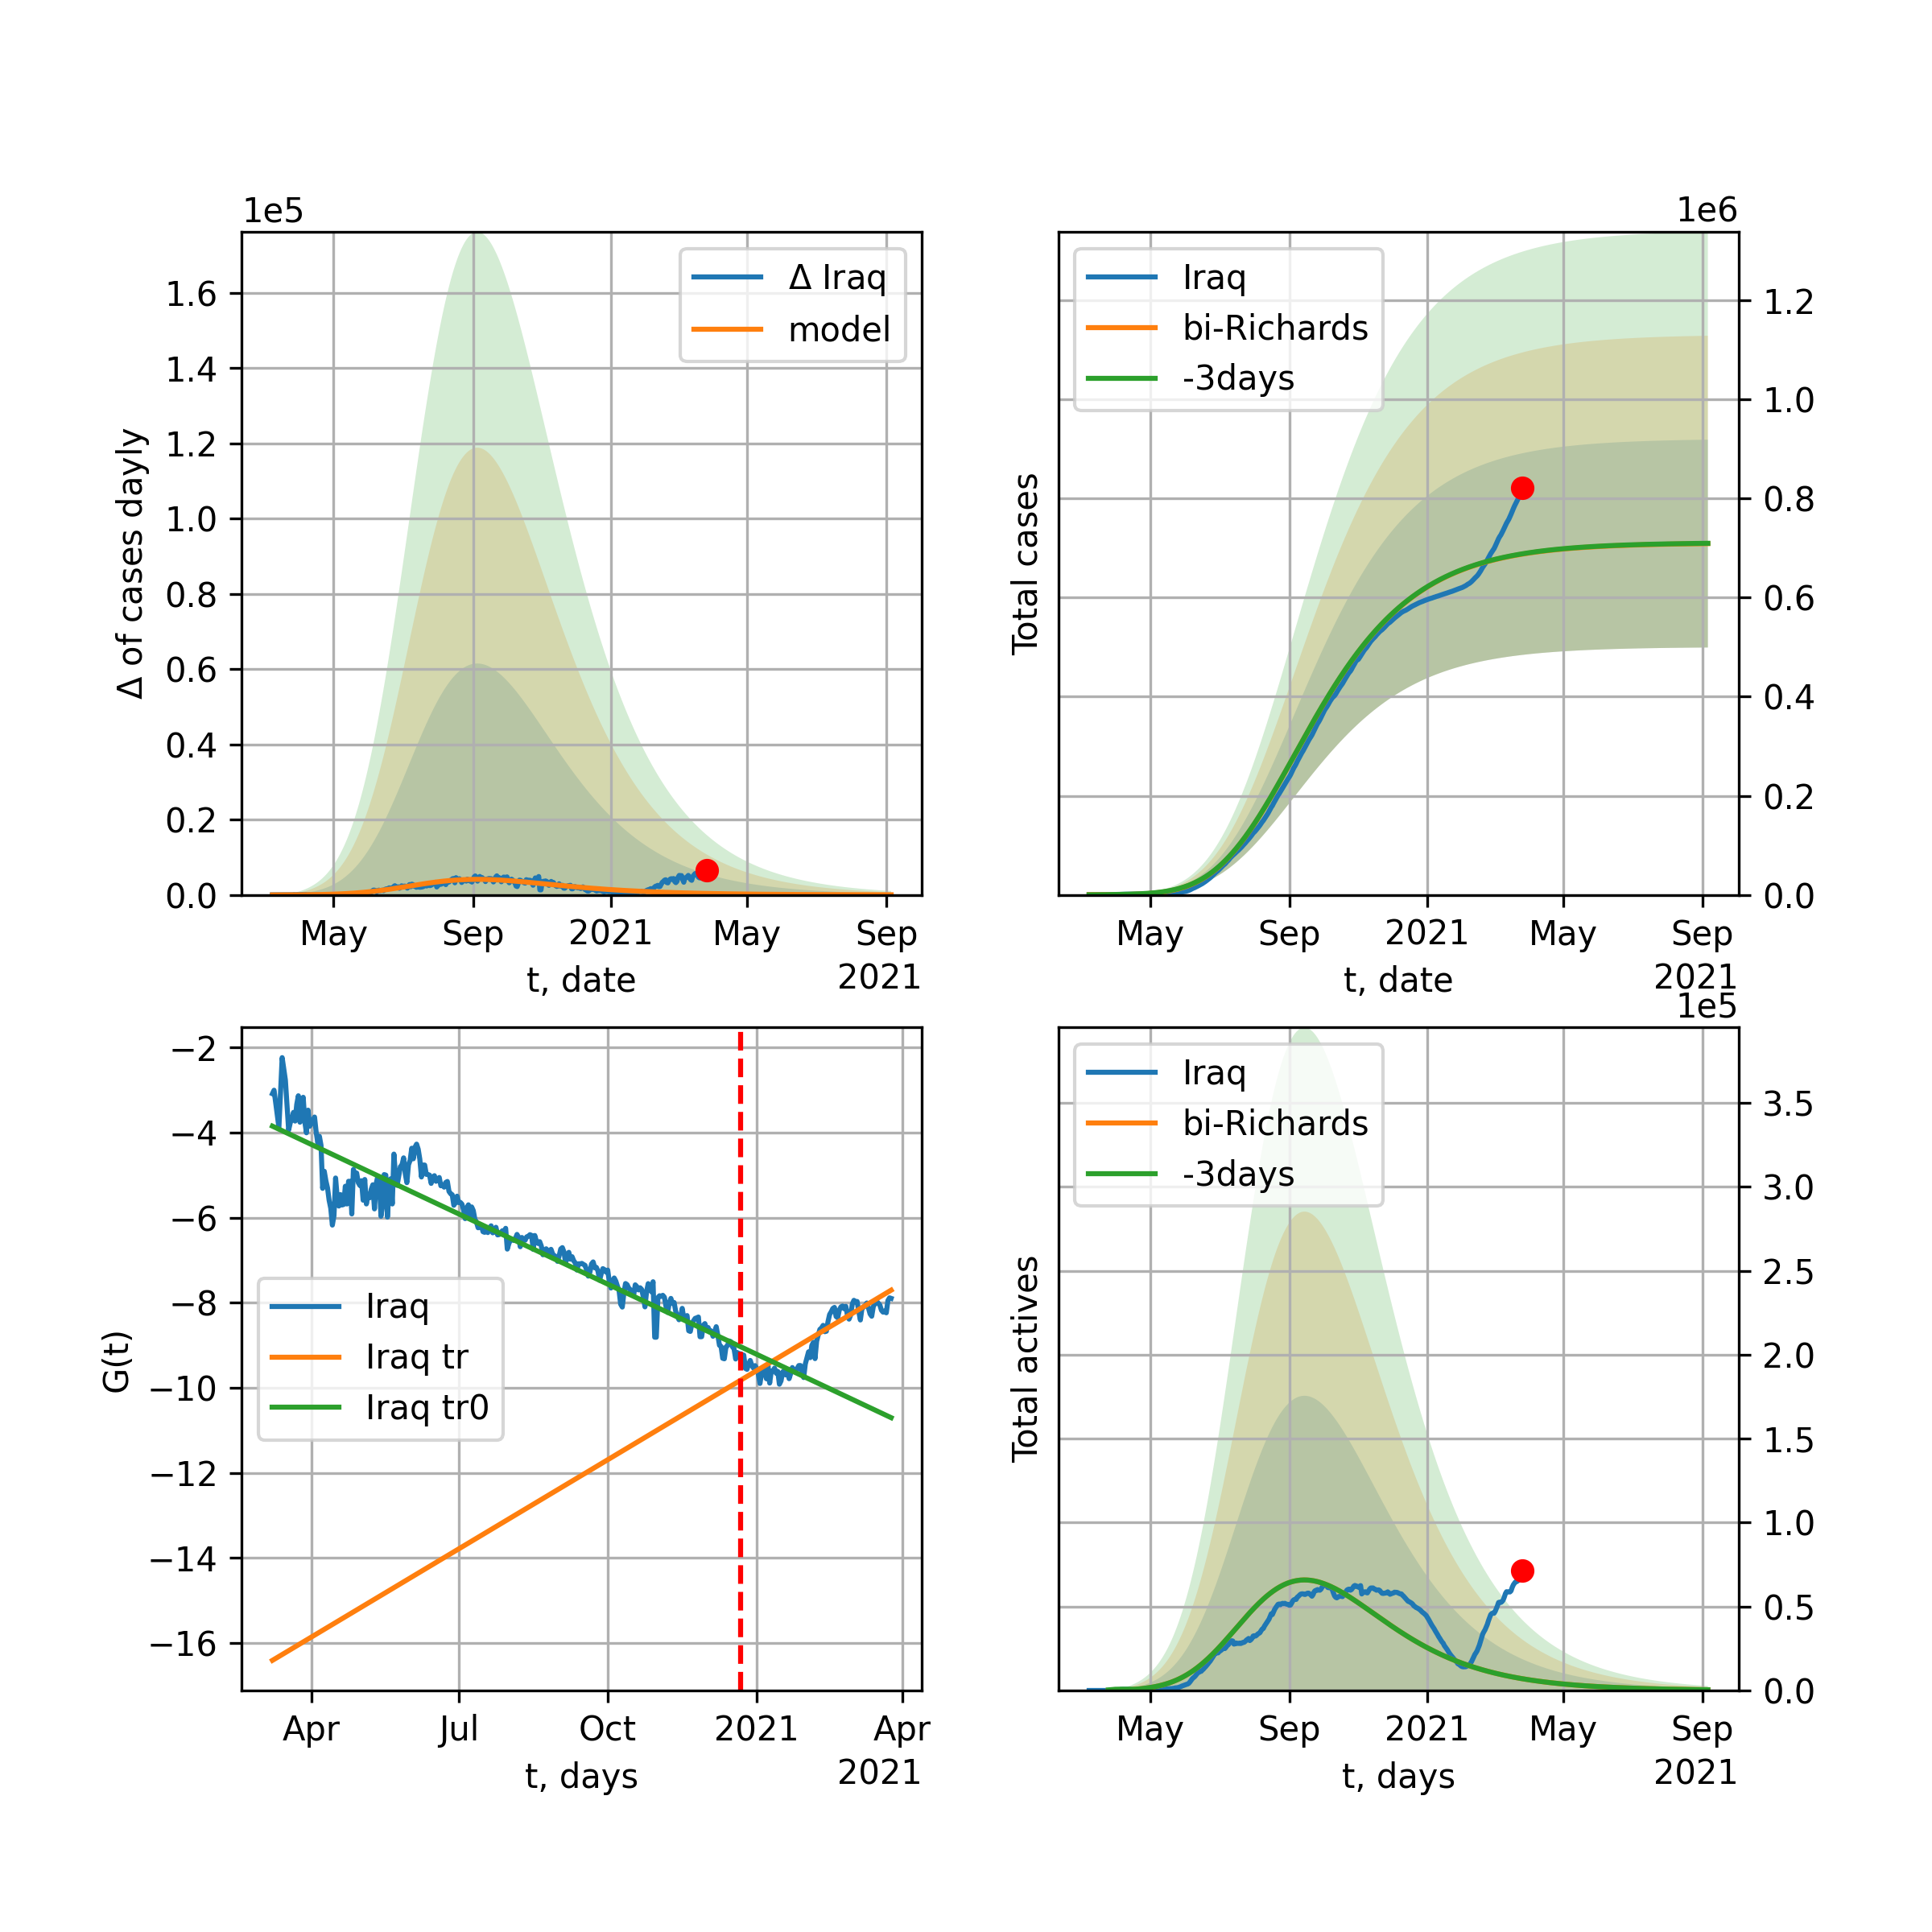 1e5
Δ of cases dayly
1.6
1.4
1.2
1.0
0.8
0.6
0.4
0.2
0.0
Δ Iraq
model
May
Sep
2021
May
Sep
2021
t, date
1e6
Total cases
Iraq
bi-Richards
-3days
1.2
1.0
0.8
0.6
0.4
0.2
0.0
May
Sep
2021
May
Sep
2021
t, date
G(t)
−2
−4
−6
−8
−10
−12
−14
−16
Iraq
Iraq tr
Iraq tr0
Apr
Jul
Oct
2021
Apr
2021
t, days
1e5
Total actives
Iraq
bi-Richards
-3days
3.5
3.0
2.5
2.0
1.5
1.0
0.5
0.0
May
Sep
2021
May
Sep
2021
t, days